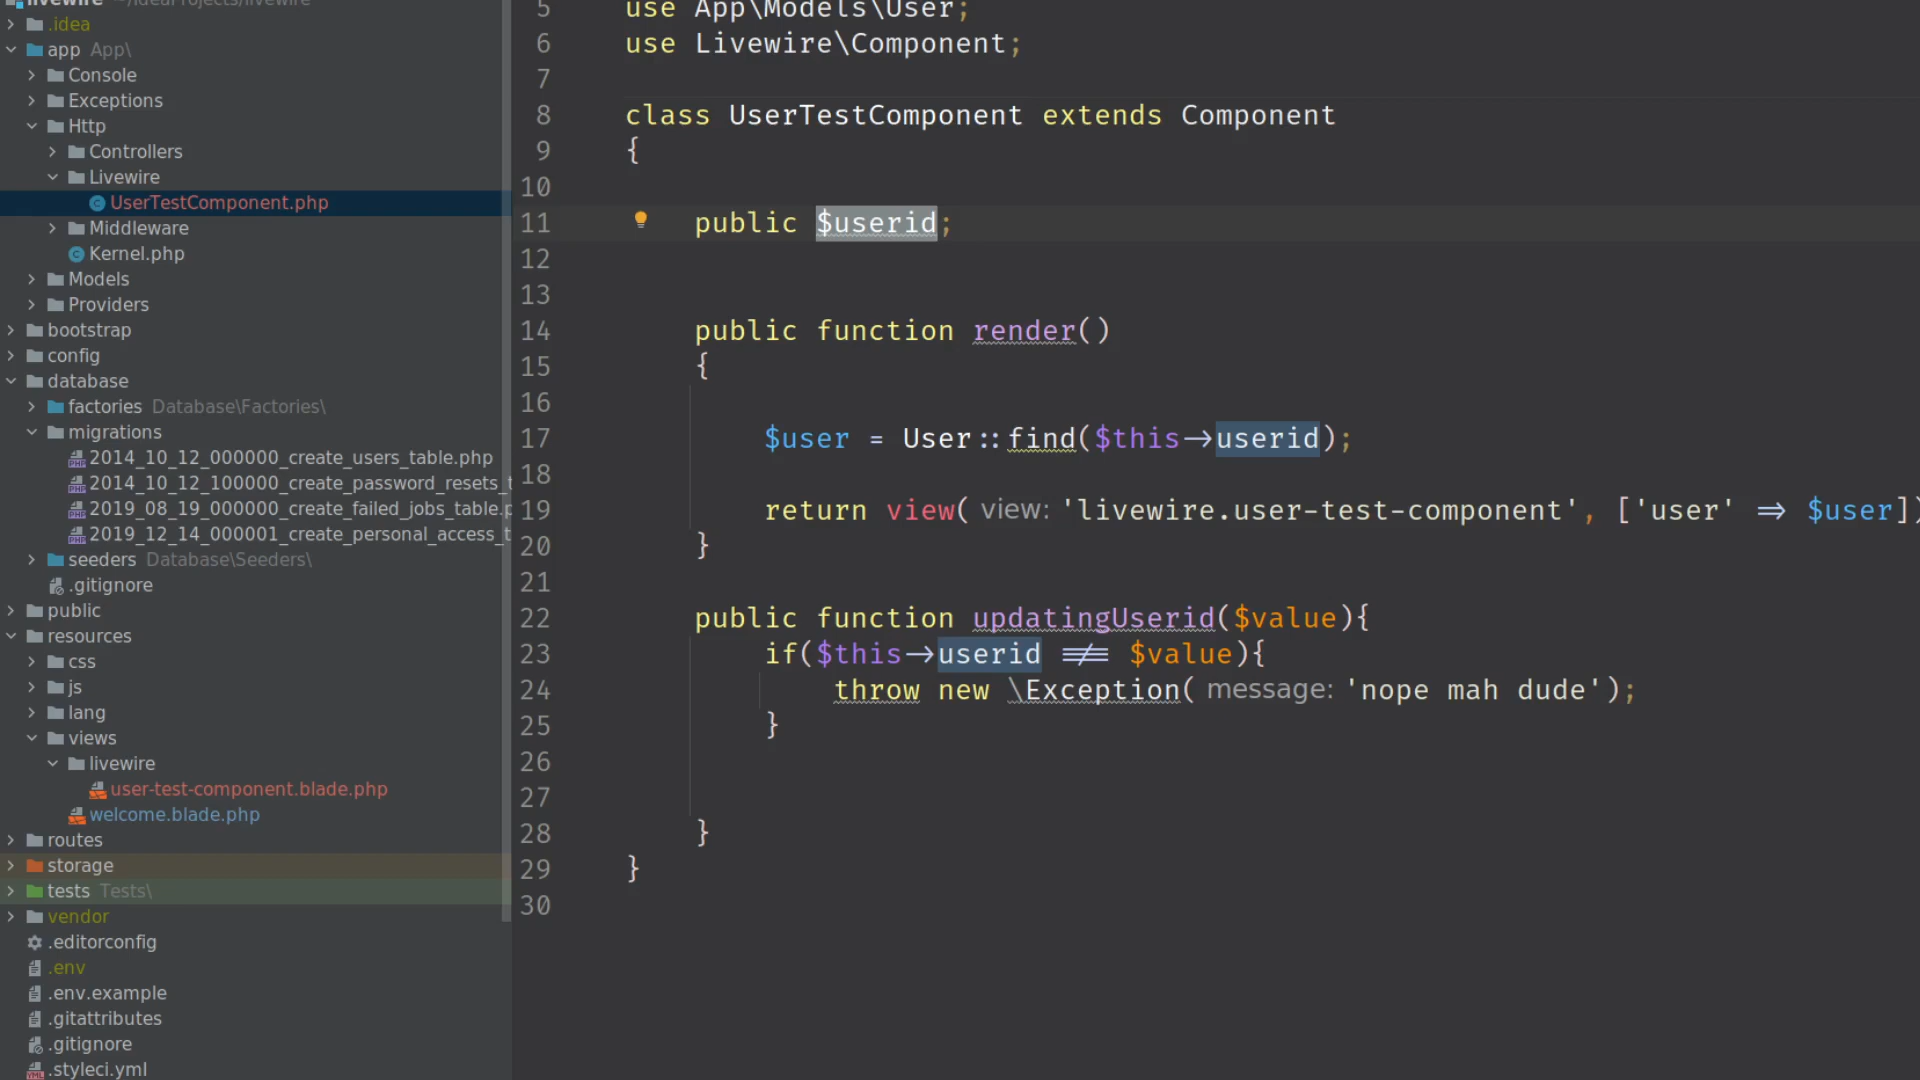 livewire ~/IdeaProjects/livewire
.idea
app App\
Console
Exceptions
Http
Controllers
Livewire
UserTestComponent.php
Middleware
Kernel.php
Models
Providers
bootstrap
config
database
factories Database\Factories\
migrations
2014_10_12_000000_create_users_table.php
2014_10_12_100000_create_password_resets_t
2019_08_19_000000_create_failed_jobs_table.p
2019_12_14_000001_create_personal_access_t
seeders Database\Seeders\
.gitignore
public
resources
css
js
lang
views
livewire
user-test-component.blade.php
welcome.blade.php
routes
storage
tests Tests\
vendor
.editorconfig
.env
.env.example
.gitattributes
.gitignore
.styleci.yml
5 use App\Models\User;
6 use Livewire\Component;
7
8 class UserTestComponent extends Component
9 {
10
11 public $userid;
12
13
14 public function render()
15 {
16
17 $user = User::find($this->userid);
18
19 return view( view: 'livewire.user-test-component', ['user' => $user])
20 }
21
22 public function updatingUserid($value){
23 if($this->userid !== $value){
24 throw new \Exception( message: 'nope mah dude');
25 }
26
27
28 }
29 }
30